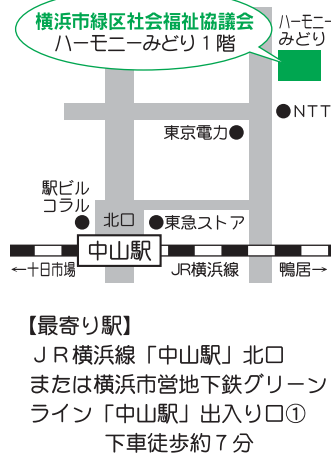 横浜市緑区社会福祉協議会
ハーモニーみどり１階
ハーモニー
みどり
NTT
東京電力
駅ビル
コラル
北口
東急ストア
中山駅
←十日市場
JR横浜線
鴨居→
【最寄り駅】
ＪＲ横浜線「中山駅」北口
または横浜市営地下鉄グリーン
ライン「中山駅」出入り口①
下車徒歩約７分